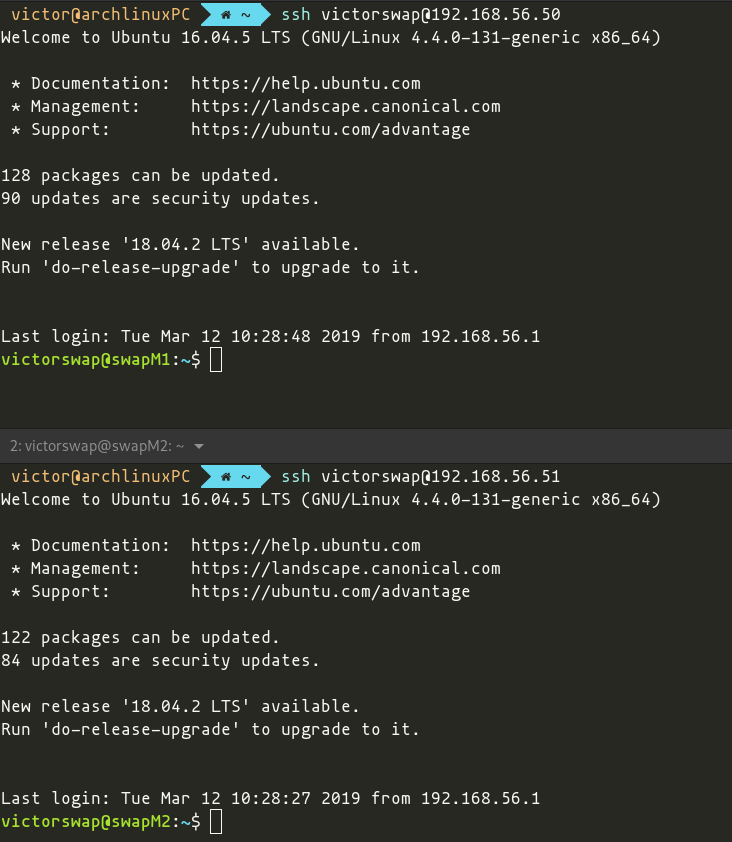 victor@archlinuxPC ~ ssh victorswap@192.168.56.50
Welcome to Ubuntu 16.04.5 LTS (GNU/Linux 4.4.0-131-generic x86_64)
* Documentation: https://help.ubuntu.com
* Management: https://landscape.canonical.com
* Support: https://ubuntu.com/advantage
128 packages can be updated.
90 updates are security updates.
New release '18.04.2 LTS' available.
Run 'do-release-upgrade' to upgrade to it.
Last login: Tue Mar 12 10:28:48 2019 from 192.168.56.1
victorswap@swapM1:~$
2: victorswap@swapM2: ~
victor@archlinuxPC ~ ssh victorswap@192.168.56.51
Welcome to Ubuntu 16.04.5 LTS (GNU/Linux 4.4.0-131-generic x86_64)
* Documentation: https://help.ubuntu.com
* Management: https://landscape.canonical.com
* Support: https://ubuntu.com/advantage
122 packages can be updated.
84 updates are security updates.
New release '18.04.2 LTS' available.
Run 'do-release-upgrade' to upgrade to it.
Last login: Tue Mar 12 10:28:27 2019 from 192.168.56.1
victorswap@swapM2:~$